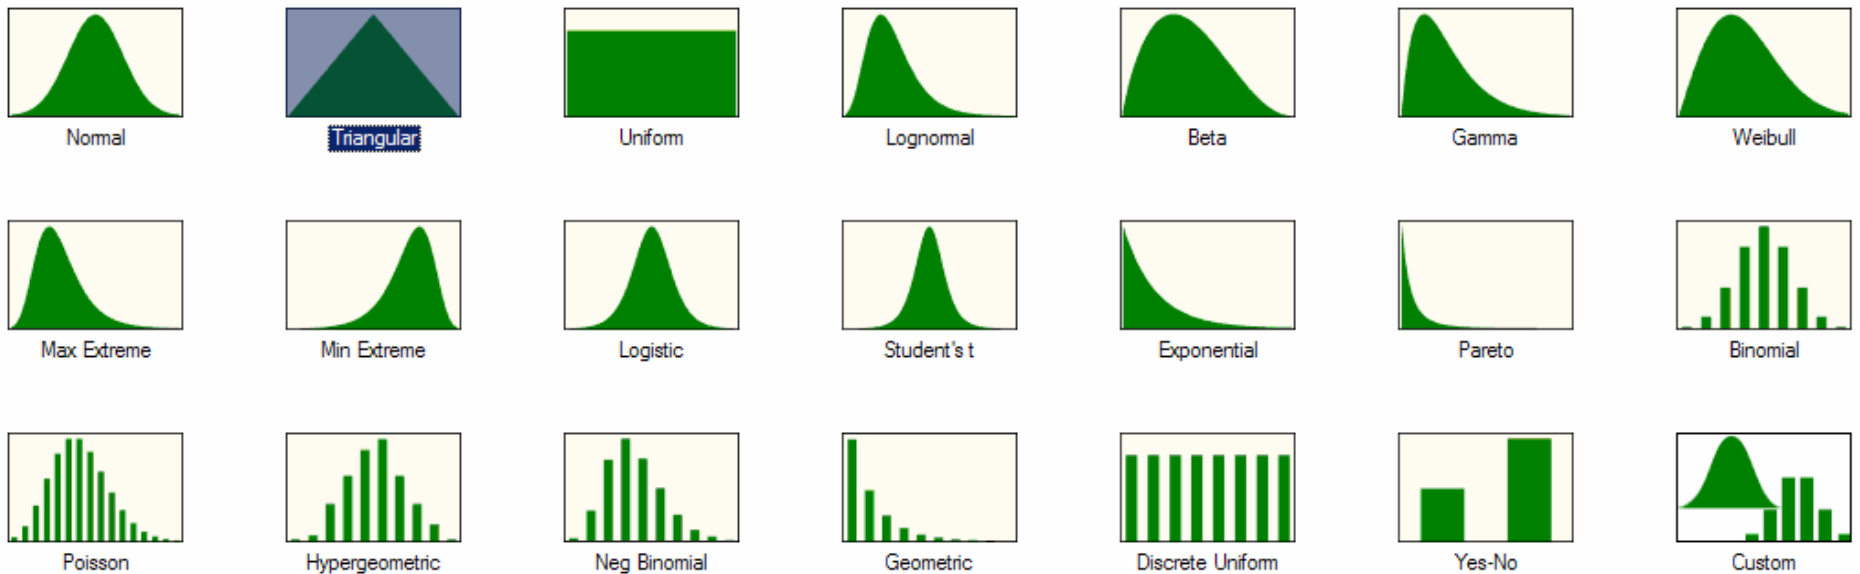 Normal
Triangular
Uniform
Lognormal
Beta
Gamma
Weibull
Max Extreme
Min Extreme
Logistic
Student's t
Exponential
Pareto
Binomial
Poisson
Hypergeometric
Neg Binomial
Geometric
Discrete Uniform
Yes-No
Custom